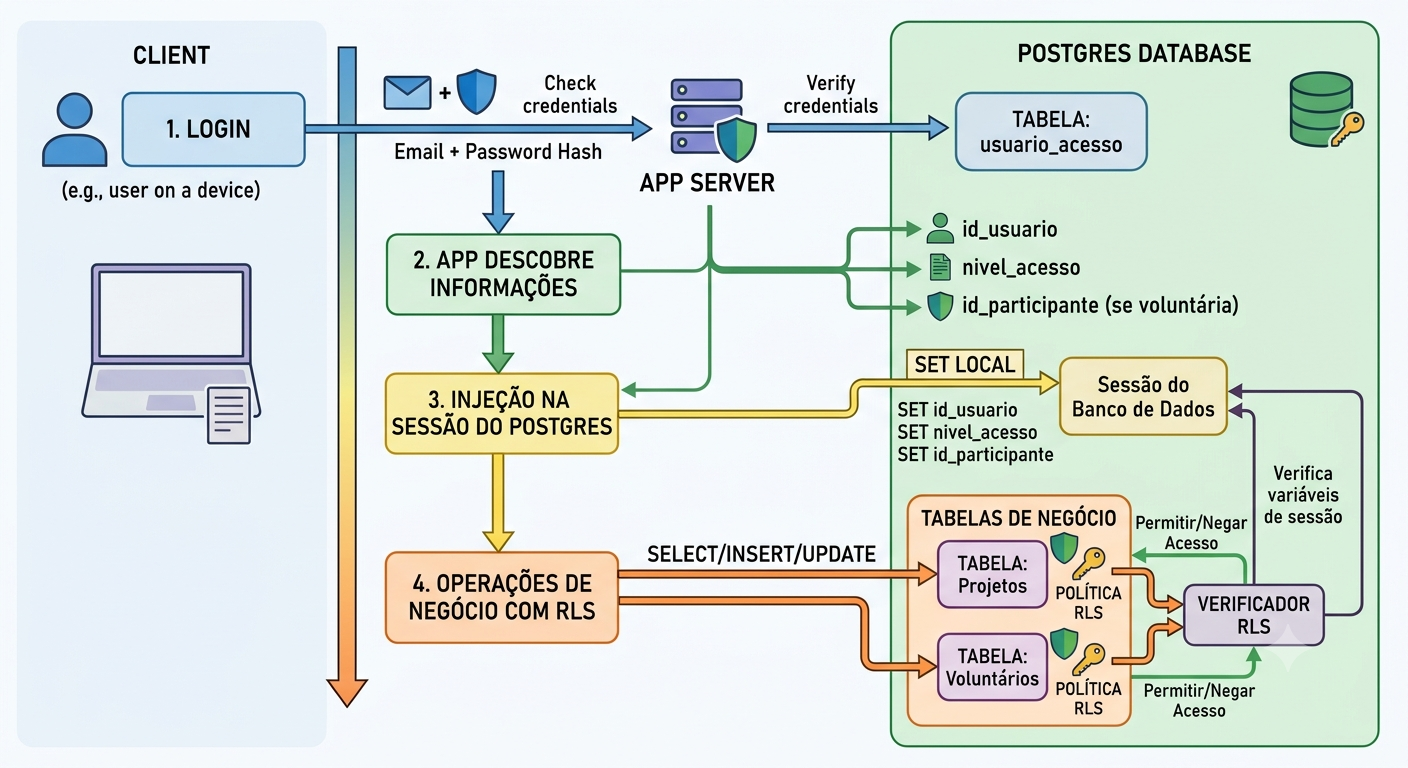 CLIENT
1. LOGIN
(e.g., user on a device)
+
Check
credentials
Email + Password Hash
APP SERVER
Verify
credentials
POSTGRES DATABASE
TABELA:
usuario_acesso
2. APP DESCOBRE
INFORMAÇÕES
id_usuario
nivel_acesso
id_participante (se voluntária)
3. INJEÇÃO NA
SESSÃO DO POSTGRES
SET LOCAL
SET id_usuario
SET nivel_acesso
SET id_participante
Sessão do
Banco de Dados
Verifica
variáveis
de sessão
4. OPERAÇÕES DE
NEGÓCIO COM RLS
SELECT/INSERT/UPDATE
TABELAS DE NEGÓCIO
TABELA:
Projetos
POLÍTICA
RLS
TABELA:
Voluntários
POLÍTICA
RLS
Permitir/Negar
Acesso
VERIFICADOR
RLS
Permitir/Negar
Acesso